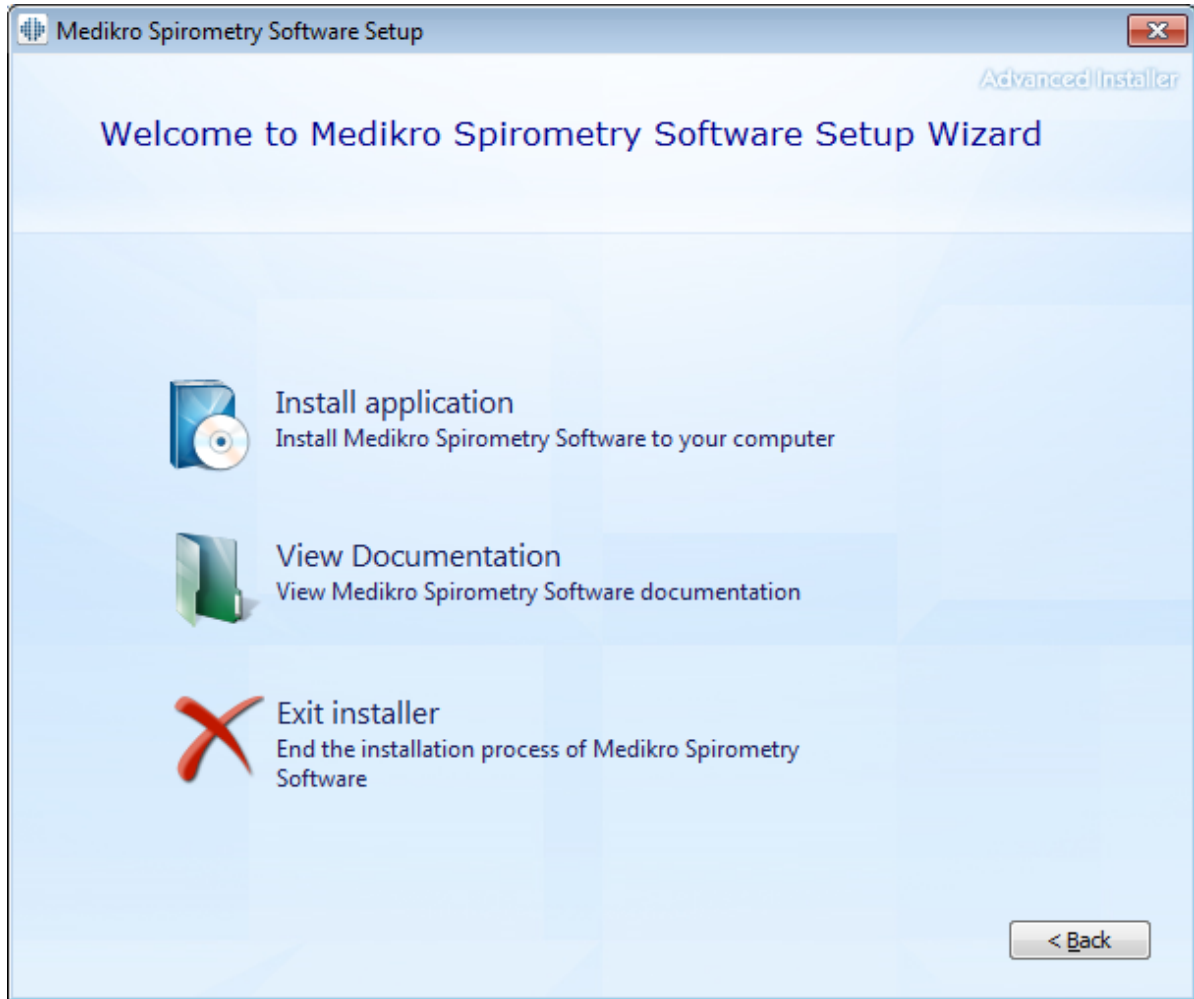 Medikro Spirometry Software Setup
Advanced Installer
Welcome to Medikro Spirometry Software Setup Wizard
Install application
Install Medikro Spirometry Software to your computer
View Documentation
View Medikro Spirometry Software documentation
Exit installer
End the installation process of Medikro Spirometry
Software
< Back